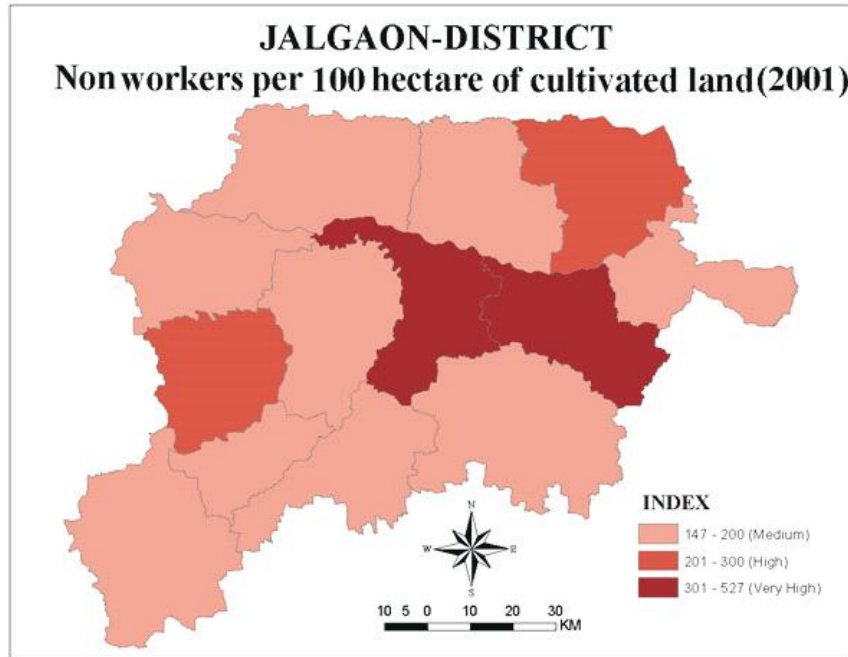 JALGAON-DISTRICT
Non workers per 100 hectare of cultivated land(2001)
INDEX
147 - 200 (Medium)
201 - 300 (High)
301 - 527 (Very High)
N
W E
S
10 5 0 10 20 30
KM